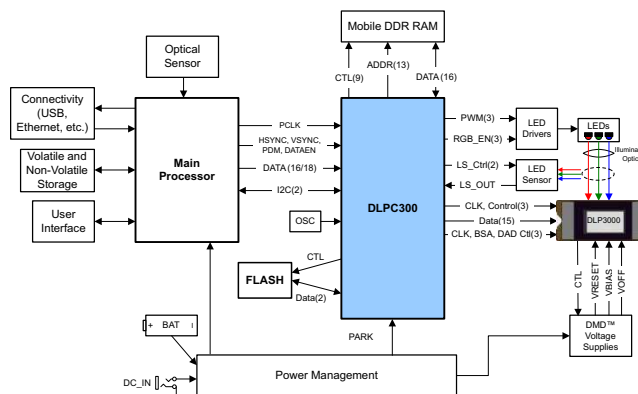 Mobile DDR RAM
Optical
Sensor
CTL(9)
ADDR(13)
DATA(16)
Connectivity
(USB,
Ethernet, etc.)
Volatile and
Non-Volatile
Storage
User
Interface
Main
Processor
PCLK
HSYNC, VSYNC,
PDM, DATAEN
DATA(16/18)
I2C(2)
OSC
CTL
FLASH
Data(2)
DLPC300
PWM(3)
RGB_EN(3)
LS_Ctrl(2)
LS_OUT
CLK, Control(3)
Data(15)
CLK, BSA, DAD Ctl(3)
LED
Drivers
LED
Sensor
LEDs
Optic
DLP3000
CTL
VRESET
VBIAS
VOFF
DMD™
Voltage
Supplies
PARK
+ BAT –
DC_IN
Power Management